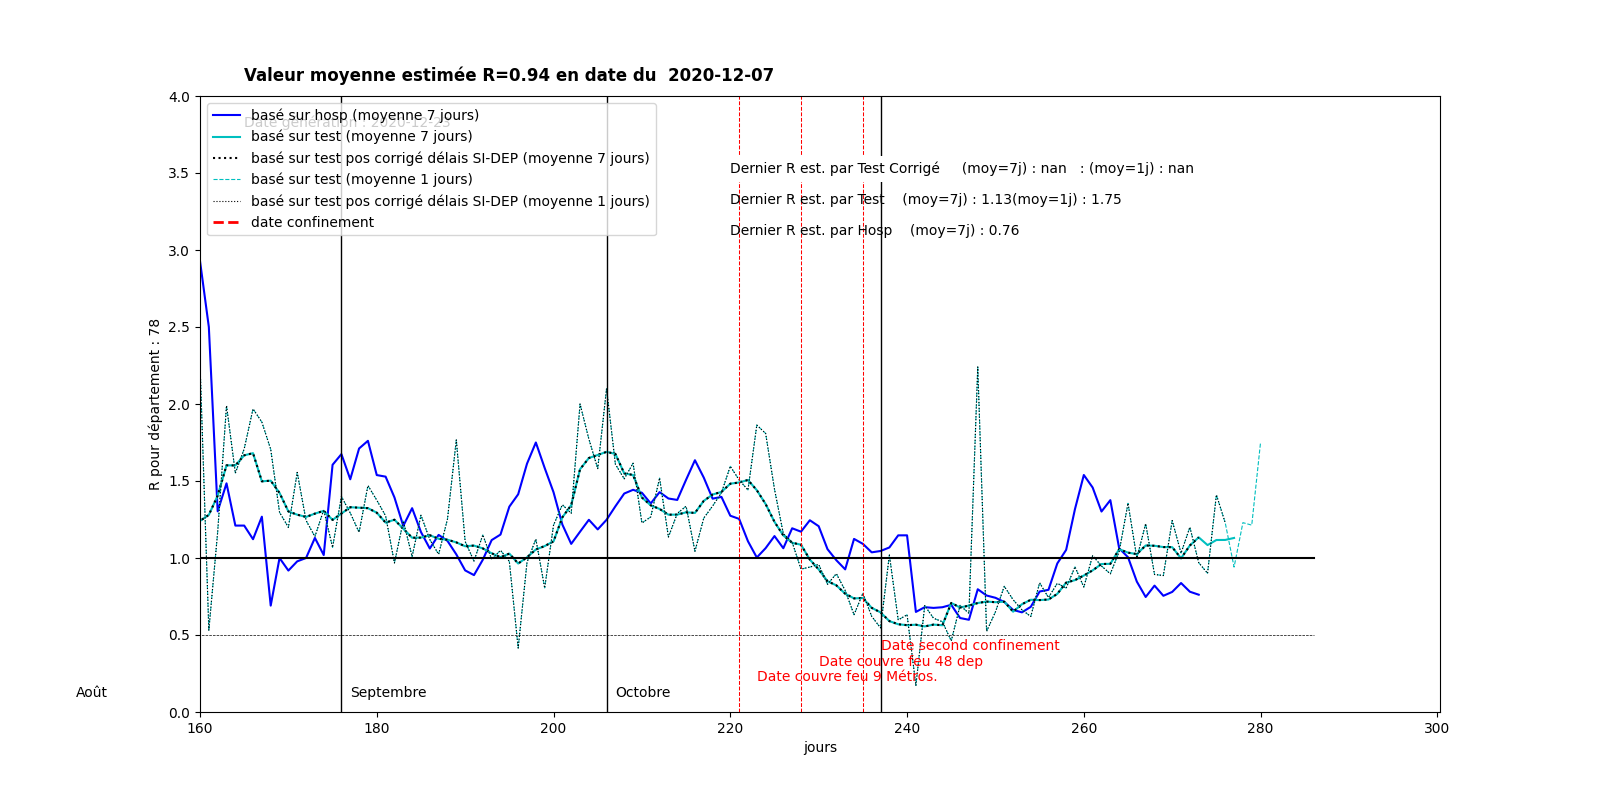 Valeur moyenne estimée R=0.94 en date du  2020-12-07
Date génération : 2020-12-23
basé sur hosp (moyenne 7 jours)
basé sur test (moyenne 7 jours)
basé sur test pos corrigé délais SI-DEP (moyenne 7 jours)
basé sur test (moyenne 1 jours)
basé sur test pos corrigé délais SI-DEP (moyenne 1 jours)
date confinement
Dernier R est. par Test Corrigé     (moy=7j) : nan   : (moy=1j) : nan
Dernier R est. par Test    (moy=7j) : 1.13(moy=1j) : 1.75
Dernier R est. par Hosp    (moy=7j) : 0.76
4.0
3.5
3.0
2.5
2.0
1.5
1.0
0.5
0.0
R pour département : 78
Date second confinement
Date couvre feu 48 dep
Date couvre feu 9 Métros.
Août
Septembre
Octobre
160 180 200 220 240 260 280 300
jours